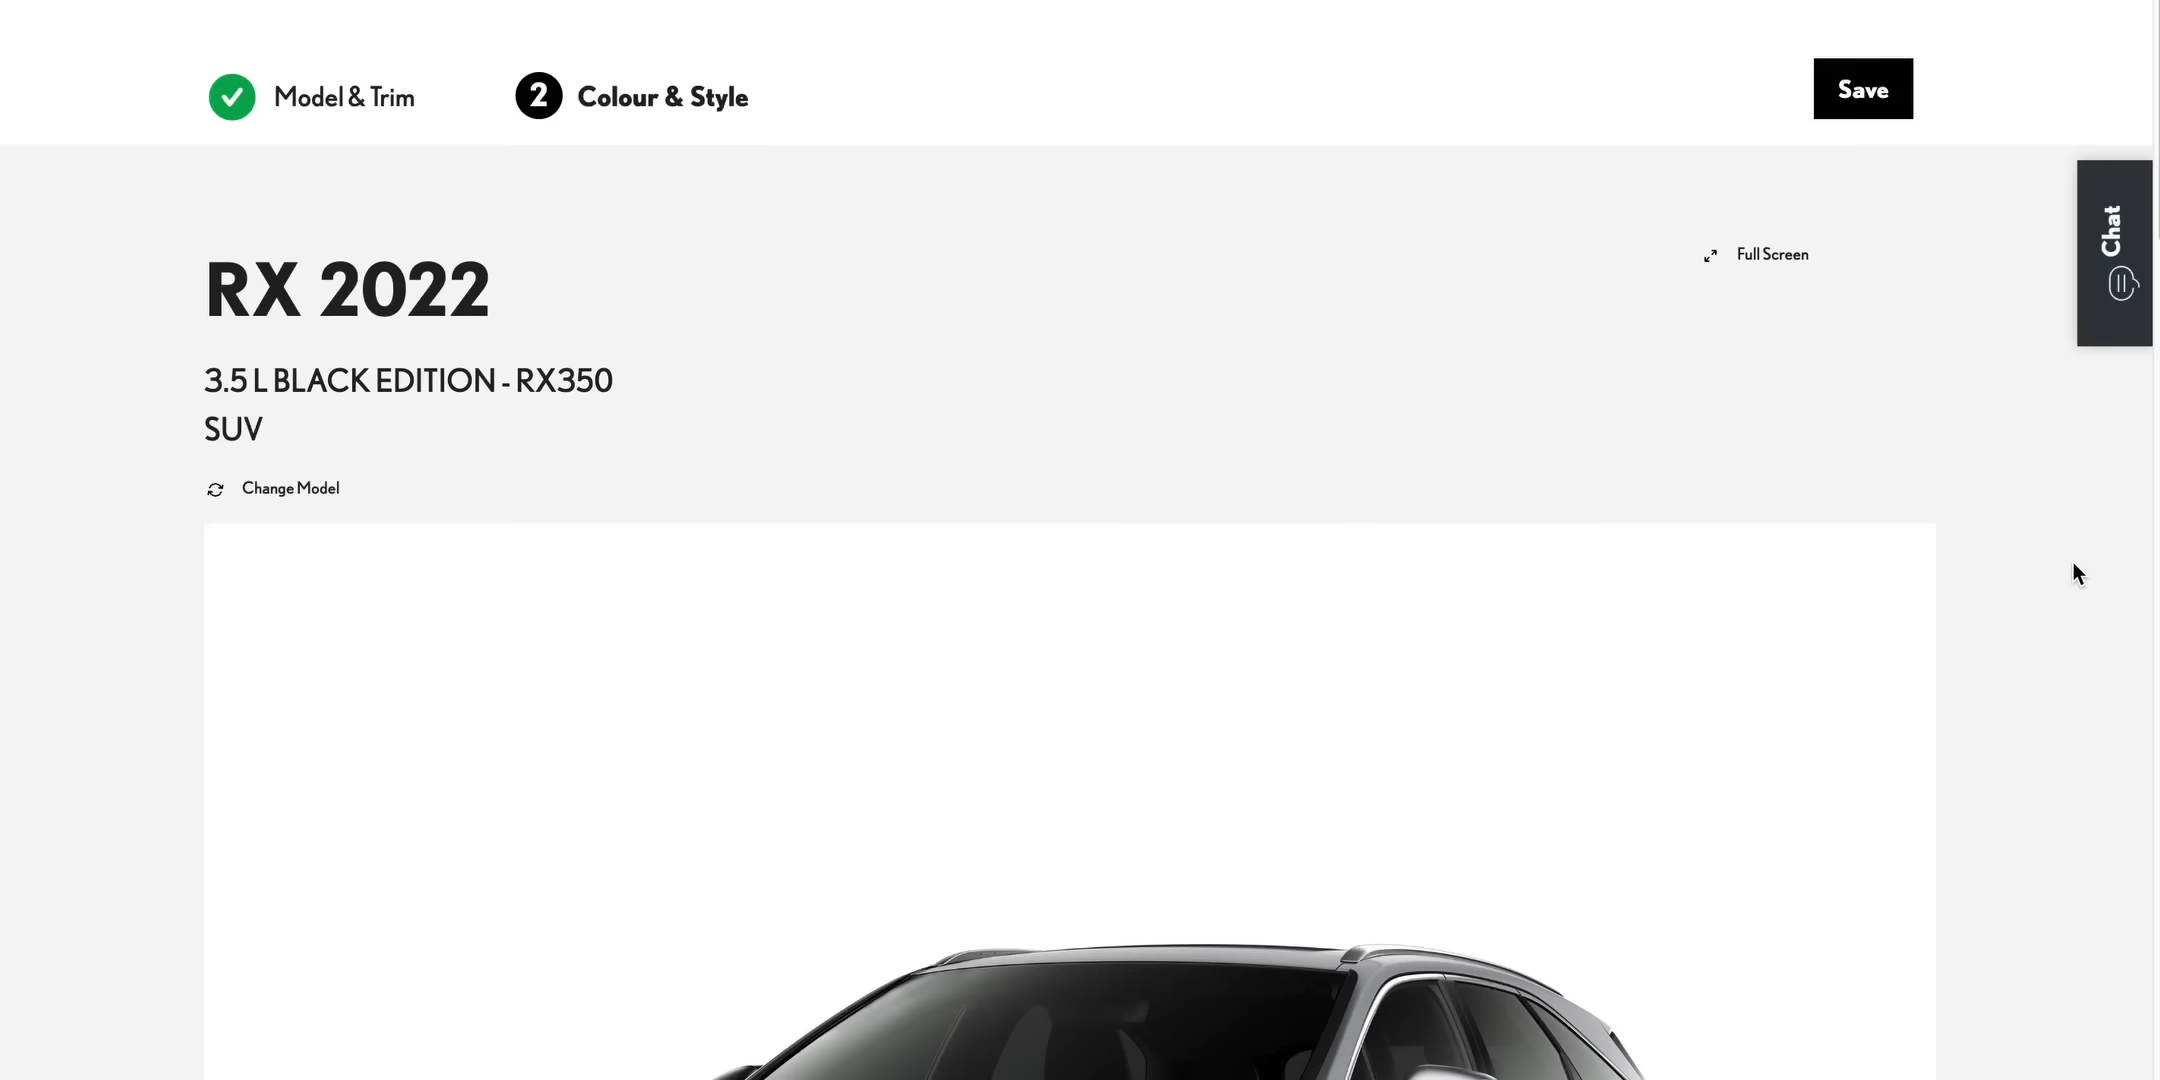 Model & Trim
2 Colour & Style
Save
Chat
RX 2022
Full Screen
3.5 L BLACK EDITION - RX350
SUV
Change Model